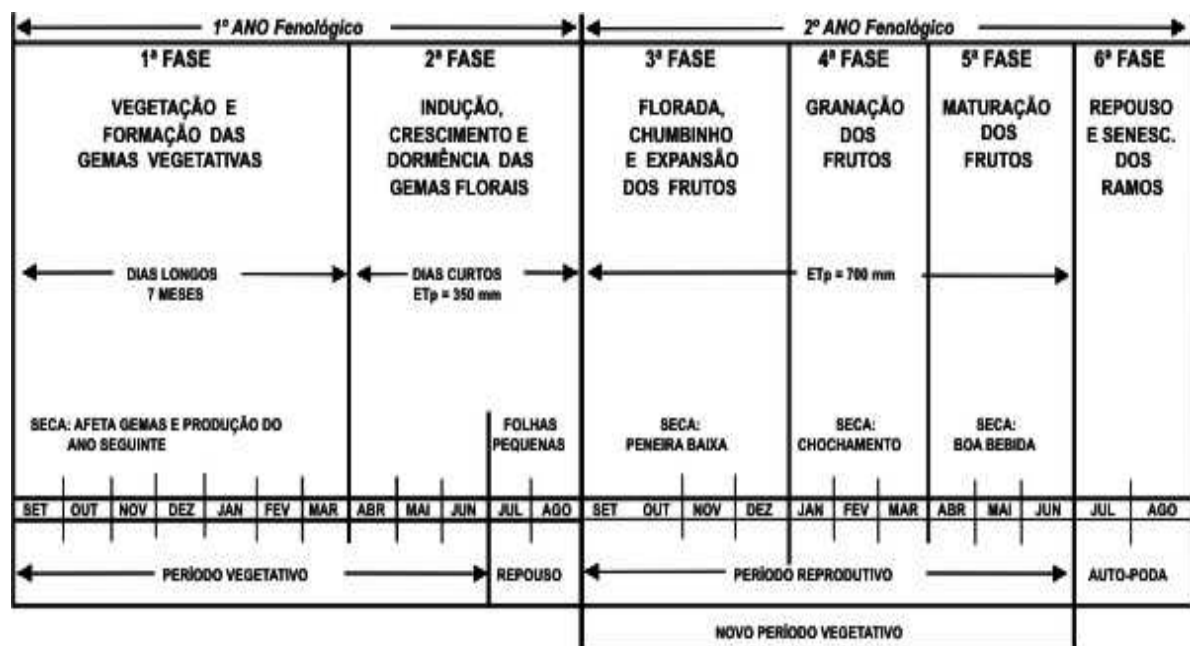 1º ANO Fenológico
2º ANO Fenológico
1ª FASE
VEGETAÇÃO E
FORMAÇÃO DAS
GEMAS VEGETATIVAS
2ª FASE
INDUÇÃO,
CRESCIMENTO E
DORMÊNCIA DAS
GEMAS FLORAIS
3ª FASE
FLORADA,
CHUMBINHO
E EXPANSÃO
DOS FRUTOS
4ª FASE
GRANAÇÃO
DOS
FRUTOS
5ª FASE
MATURAÇÃO
DOS
FRUTOS
6ª FASE
REPOUSO
E SENESC.
DOS
RAMOS
DIAS LONGOS
7 MESES
DIAS CURTOS
ETp = 350 mm
ETp = 700 mm
SECA: AFETA GEMAS E PRODUÇÃO DO
ANO SEGUINTE
FOLHAS
PEQUENAS
SECA:
PENEIRA BAIXA
SECA:
CHOCHAMENTO
SECA:
BOA BEBIDA
SET OUT NOV DEZ JAN FEV MAR ABR MAI JUN JUL AGO SET OUT NOV DEZ JAN FEV MAR ABR MAI JUN JUL AGO
PERÍODO VEGETATIVO
REPOUSO
PERÍODO REPRODUTIVO
AUTO-PODA
NOVO PERÍODO VEGETATIVO